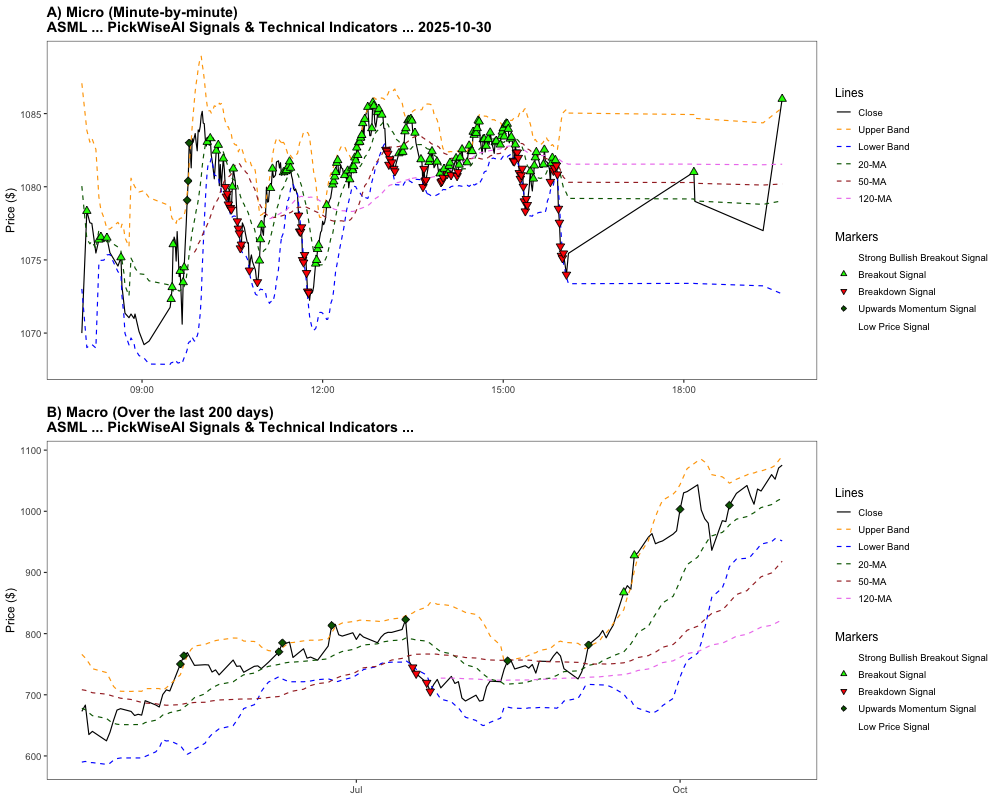 A) Micro (Minute-by-minute)
ASML ... PickWiseAI Signals & Technical Indicators ... 2025-10-30
Price ($)
1085
1080
1075
1070
09:00
12:00
15:00
18:00
Lines
Close
Upper Band
Lower Band
20-MA
50-MA
120-MA
Markers
Strong Bullish Breakout Signal
Breakout Signal
Breakdown Signal
Upwards Momentum Signal
Low Price Signal
B) Macro (Over the last 200 days)
ASML ... PickWiseAI Signals & Technical Indicators ...
Price ($)
1100
1000
900
800
700
600
Jul
Oct
Lines
Close
Upper Band
Lower Band
20-MA
50-MA
120-MA
Markers
Strong Bullish Breakout Signal
Breakout Signal
Breakdown Signal
Upwards Momentum Signal
Low Price Signal